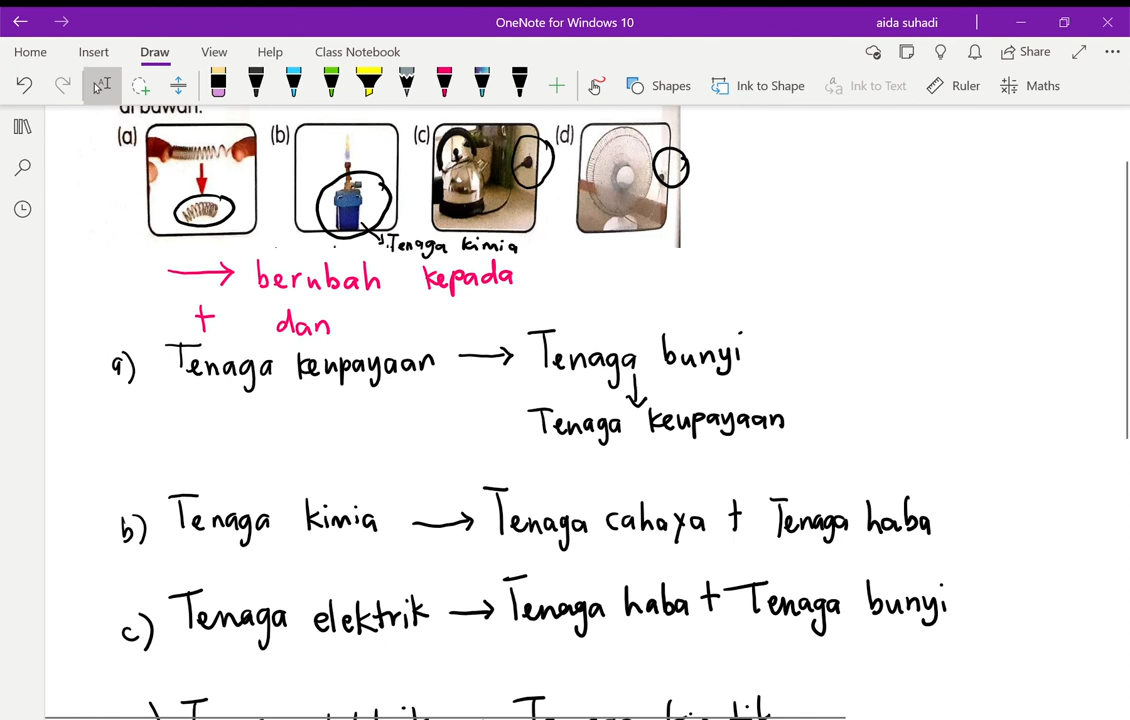 OneNote for Windows 10
aida suhadi
Home Insert Draw View Help Class Notebook
Share
Shapes Ink to Shape Ink to Text Ruler Maths
di bawah.
(a) (b) (c) (d)
Tenaga kimia
→ berubah kepada
+ dan
a) Tenaga keupayaan → Tenaga bunyi
↓
Tenaga keupayaan
b) Tenaga kimia → Tenaga cahaya + Tenaga haba
c) Tenaga elektrik → Tenaga haba + Tenaga bunyi